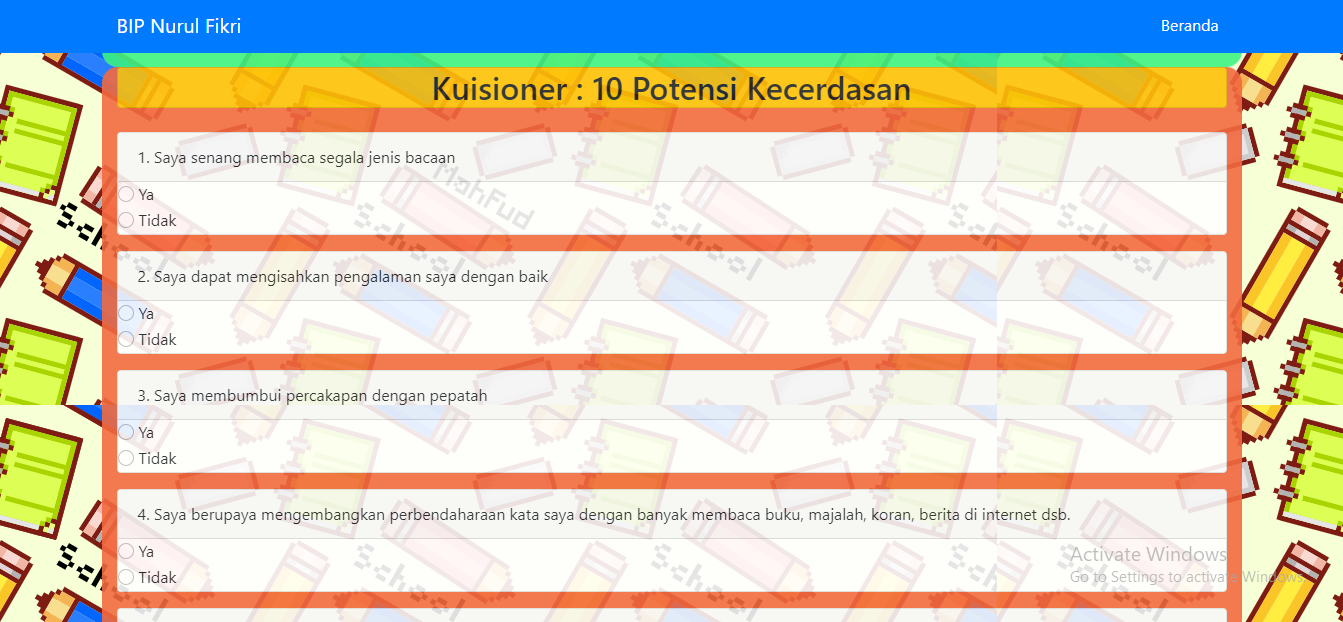 BIP Nurul Fikri
Beranda
Kuisioner : 10 Potensi Kecerdasan
1. Saya senang membaca segala jenis bacaan
MahFud
Ya
Tidak
2. Saya dapat mengisahkan pengalaman saya dengan baik
Ya
Tidak
3. Saya membumbui percakapan dengan pepatah
Ya
Tidak
4. Saya berupaya mengembangkan perbendaharaan kata saya dengan banyak membaca buku, majalah, koran, berita di internet dsb.
Ya
Tidak
Activate Windows
Go to Settings to activate Windows.